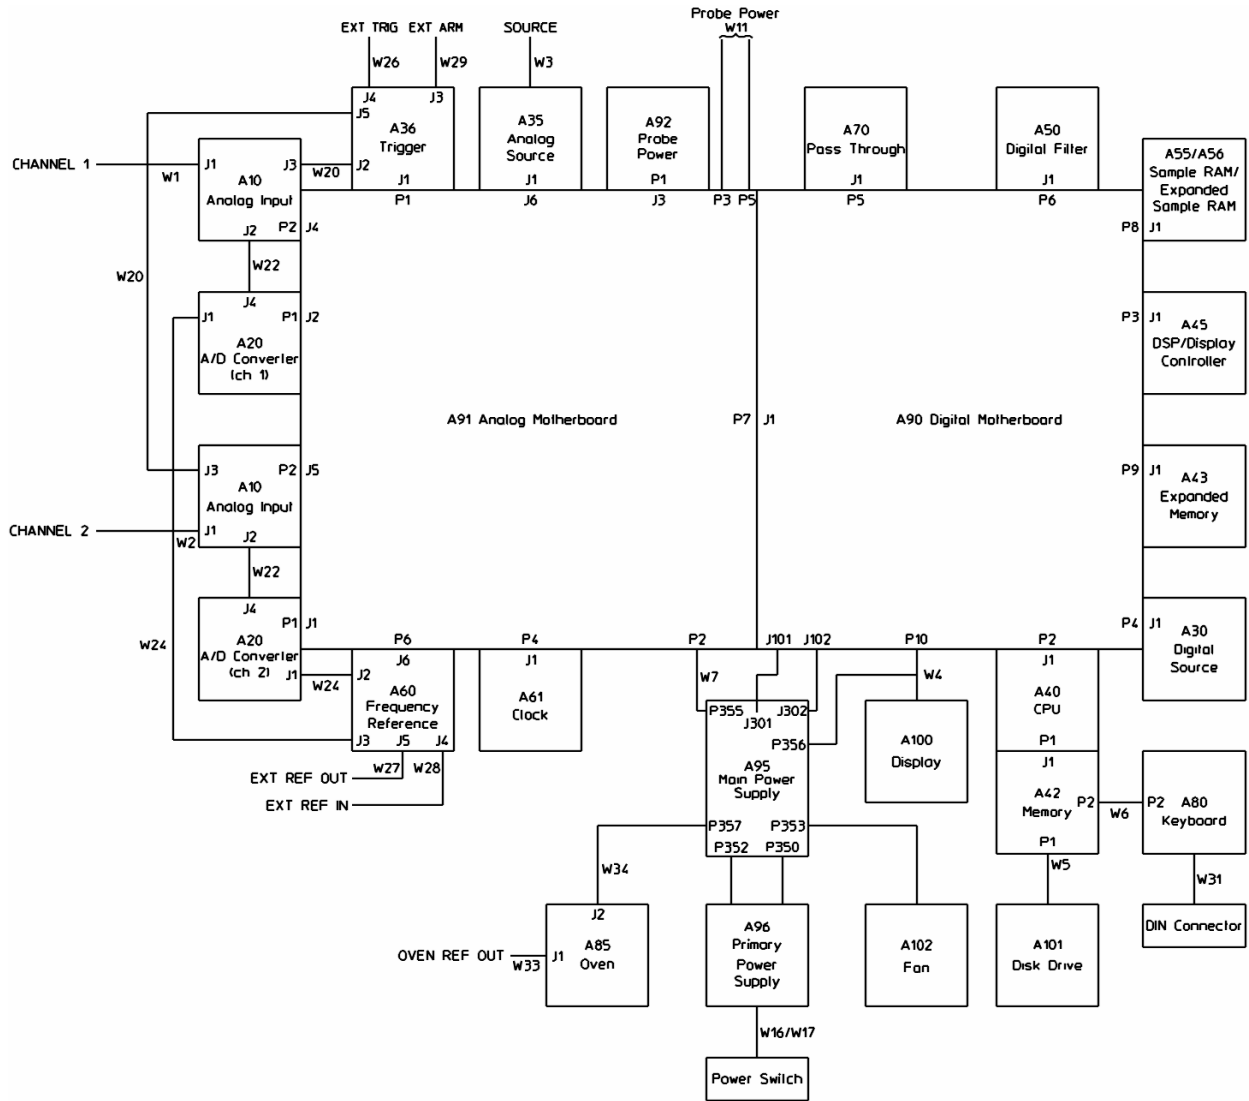 Probe Power
EXT TRIG
EXT ARM
SOURCE
W11
W26
W29
W3
J4
J3
J5
A36
Trigger
J2
J1
P1
A35
Analog
Source
J1
J6
A92
Probe
Power
P1
J3
P3
P5
A70
Pass Through
J1
P5
A50
Digital Filter
J1
P6
A55/A56
Sample RAM/
Expanded
Sample RAM
P8
J1
CHANNEL 1
W1
J1
J3
W20
A10
Analog Input
J2
P2
J4
W22
W20
J4
J1
P1
J2
A20
A/D Converter
(ch 1)
P3
J1
A45
DSP/Display
Controller
A91 Analog Motherboard
P7
J1
A90 Digital Motherboard
J3
P2
J5
A10
Analog Input
CHANNEL 2
J1
J2
W2
W22
P9
J1
A43
Expanded
Memory
J4
P1
J1
A20
A/D Converter
(ch 2)
J1
W24
W24
P6
J6
J2
A60
Frequency
Reference
J3
J5
J4
W27
W28
EXT REF OUT
EXT REF IN
P4
J1
A61
Clock
P2
J101
J102
P10
P2
P4
J1
A30
Digital
Source
W7
W4
P355
J302
J301
P356
A95
Main Power
Supply
P357
P353
P352
P350
A100
Display
J1
A40
CPU
P1
J1
A42
Memory
P2
P1
W6
P2
A80
Keyboard
W5
W31
W34
J2
A85
Oven
J1
OVEN REF OUT
W33
A96
Primary
Power
Supply
A102
Fan
A101
Disk Drive
DIN Connector
W16/W17
Power Switch